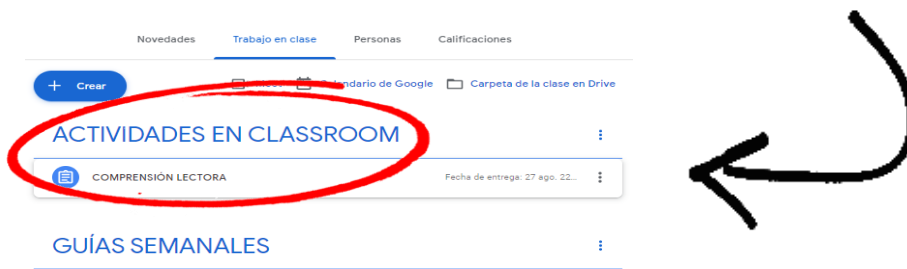 Novedades Trabajo en clase Personas Calificaciones
+ Crear Calendario de Google Carpeta de la clase en Drive
ACTIVIDADES EN CLASSROOM
COMPRENSIÓN LECTORA Fecha de entrega: 27 ago. 22...
GUÍAS SEMANALES